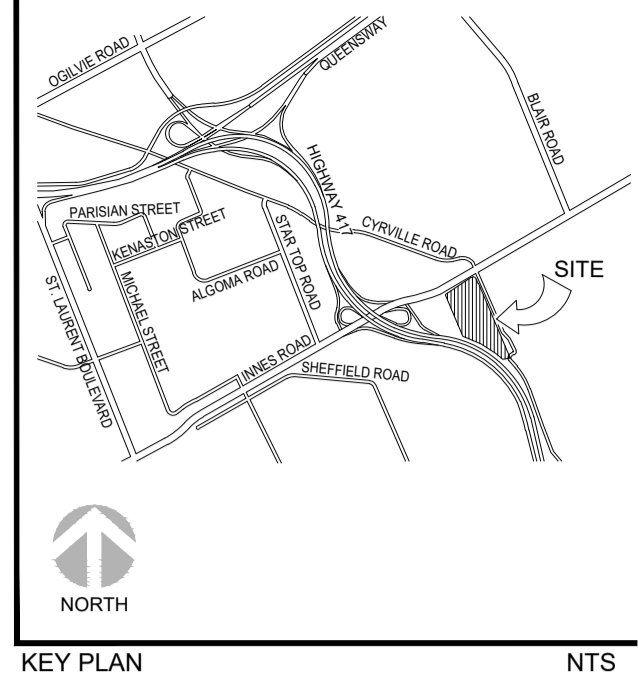 OGILVIE ROAD
QUEENSWAY
BLAIR ROAD
HIGHWAY 417
PARISIAN STREET
CYRVILLE ROAD
KENASTON STREET
STAR TOP ROAD
SITE
ALGOMA ROAD
MICHAEL STREET
ST. LAURENT BOULEVARD
INNES ROAD
SHEFFIELD ROAD
NORTH
KEY PLAN NTS